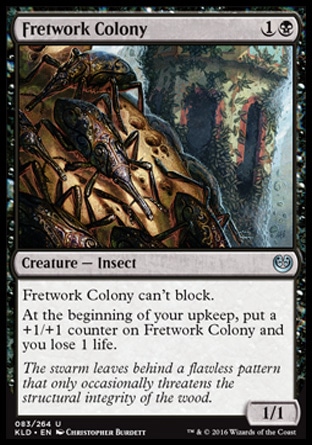 Fretwork Colony 1
Creature — Insect
Fretwork Colony can't block.
At the beginning of your upkeep, put a
+1/+1 counter on Fretwork Colony and
you lose 1 life.
The swarm leaves behind a flawless pattern
that only occasionally threatens the
structural integrity of the wood.
1/1
083/264 U
KLD • EN Christopher Burdett
™ & © 2016 Wizards of the Coast